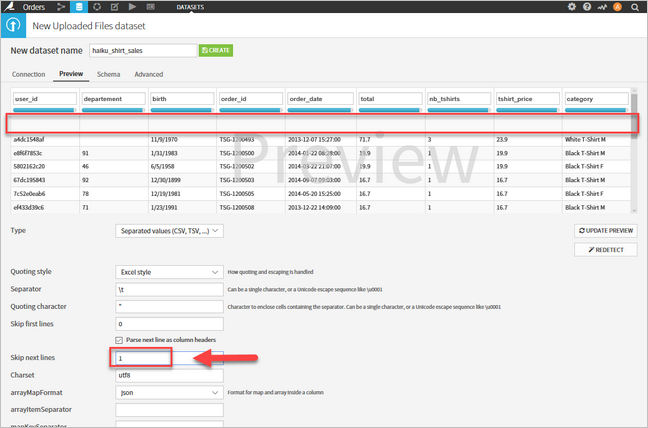 Orders
DATASETS
New Uploaded Files dataset
New dataset name haiku_shirt_sales CREATE
Connection Preview Schema Advanced
user_id departement birth order_id order_date total nb_tshirts tshirt_price category
a4dc1548af 11/9/1970 TSG-1200493 2013-12-07 15:27:00 71.7 3 23.9 White T-Shirt M
e8f6f7853c 91 1/31/1983 TSG-1200500 2014-01-22 08:28:00 19.9 1 19.9 Black T-Shirt M
5802162c20 46 6/5/1958 TSG-1200502 2014-03-22 21:07:00 19.9 1 19.9 Black T-Shirt F
67dc195843 92 12/30/1899 TSG-1200503 2014-09-07 09:03:00 16.7 1 16.7 Black T-Shirt M
7c52e0eab6 78 12/19/1981 TSG-1200505 2014-05-20 15:25:00 16.7 1 16.7 Black T-Shirt F
ef433d39c6 71 1/23/1991 TSG-1200508 2013-12-22 14:09:00 16.7 1 16.7 Black T-Shirt M
Preview
Type Separated values (CSV, TSV, ...) UPDATE PREVIEW
REDETECT
Quoting style Excel style How quoting and escaping is handled
Separator \t Can be a single character, or a Unicode escape sequence like \u0001
Quoting character " Character to enclose cells containing the separator. Can be a single character, or a Unicode escape sequence like \u0001
Skip first lines 0
Parse next line as column headers
Skip next lines 1
Charset utf8
arrayMapFormat json Format for map and array inside a column
arrayItemSeparator
mapKeySeparator